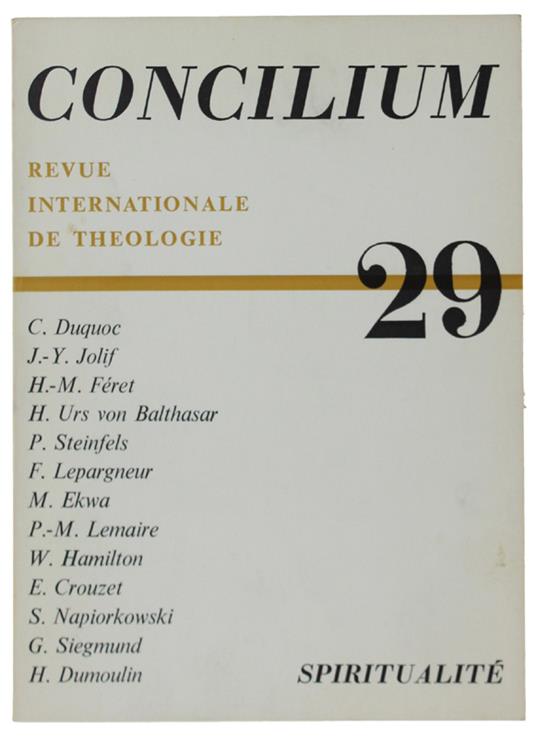 CONCILIUM
REVUE
INTERNATIONALE
DE THEOLOGIE
29
C. Duquoc
J.-Y. Jolif
H.-M. Féret
H. Urs von Balthasar
P. Steinfels
F. Lepargneur
M. Ekwa
P.-M. Lemaire
W. Hamilton
E. Crouzet
S. Napiorkowski
G. Siegmund
H. Dumoulin
SPIRITUALITÉ